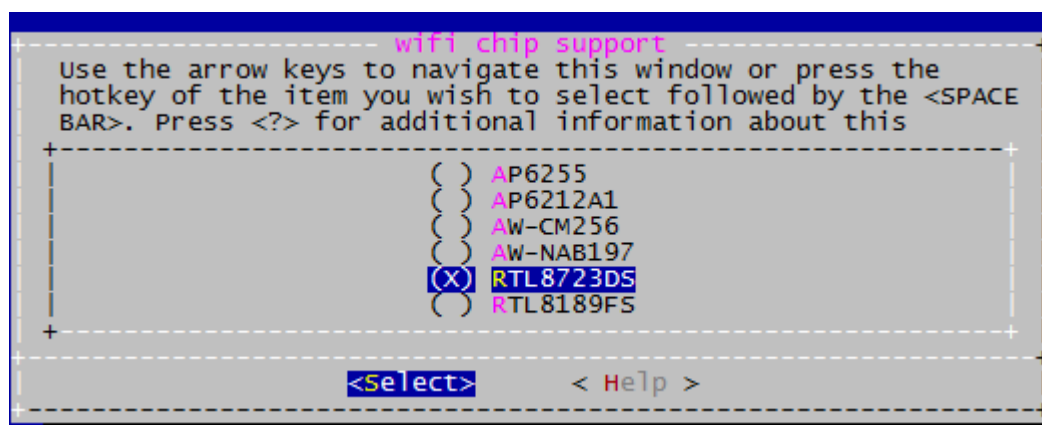 wifi chip support
Use the arrow keys to navigate this window or press the
hotkey of the item you wish to select followed by the <SPACE
BAR>. Press <?> for additional information about this
( ) AP6255
( ) AP6212A1
( ) AW-CM256
( ) AW-NAB197
(X) RTL8723DS
( ) RTL8189FS
<Select> < Help >